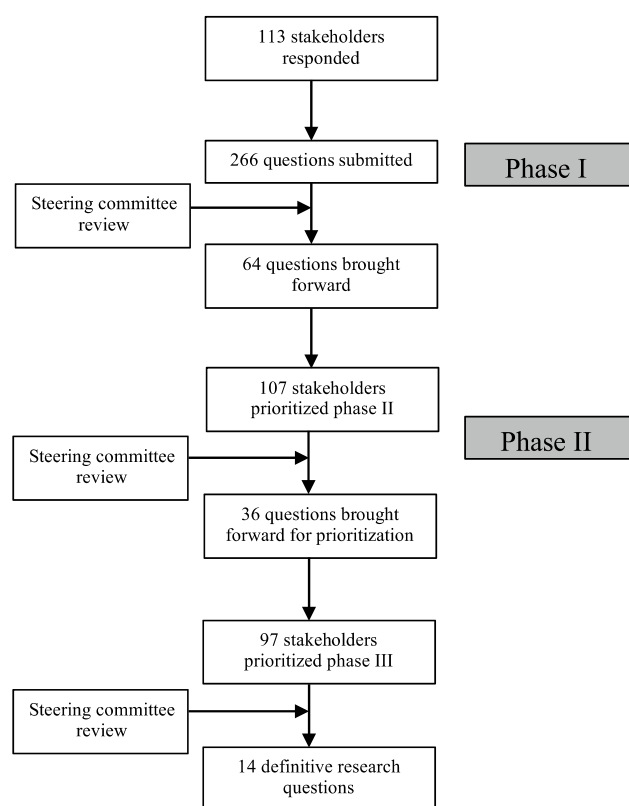 113 stakeholders
responded
266 questions submitted
Phase I
Steering committee
review
64 questions brought
forward
107 stakeholders
prioritized phase II
Phase II
Steering committee
review
36 questions brought
forward for prioritization
97 stakeholders
prioritized phase III
Steering committee
review
14 definitive research
questions